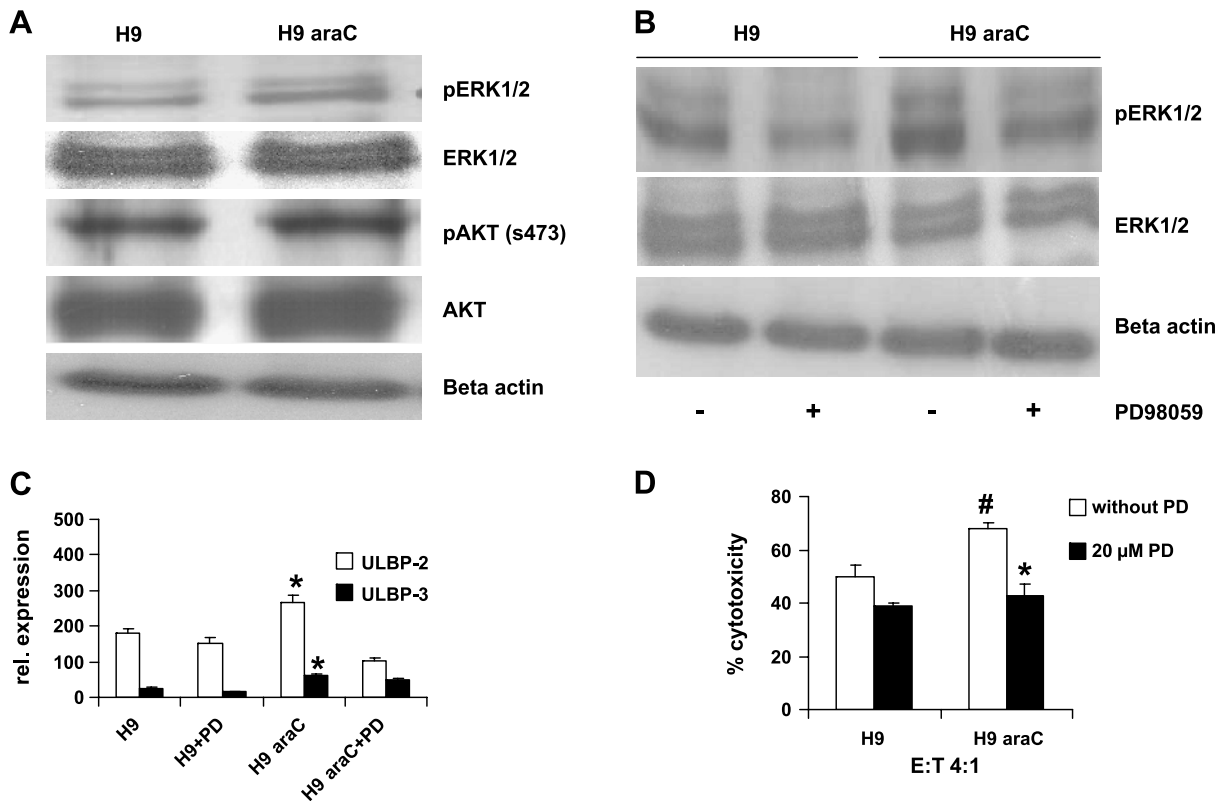 A
H9
H9 araC
pERK1/2
ERK1/2
pAKT (s473)
AKT
Beta actin
B
H9
H9 araC
pERK1/2
ERK1/2
Beta actin
- + - + PD98059
C
rel. expression
500
400
300
200
100
0
*
*
ULBP-2
ULBP-3
H9
H9+PD
H9 araC
H9 araC+PD
D
% cytotoxicity
80
60
40
20
0
#
*
without PD
20 µM PD
H9
H9 araC
E:T 4:1